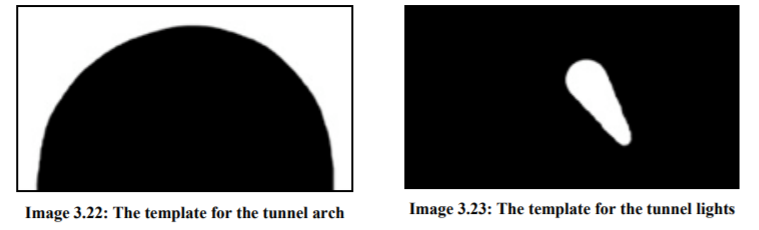 Image 3.22: The template for the tunnel arch
Image 3.23: The template for the tunnel lights